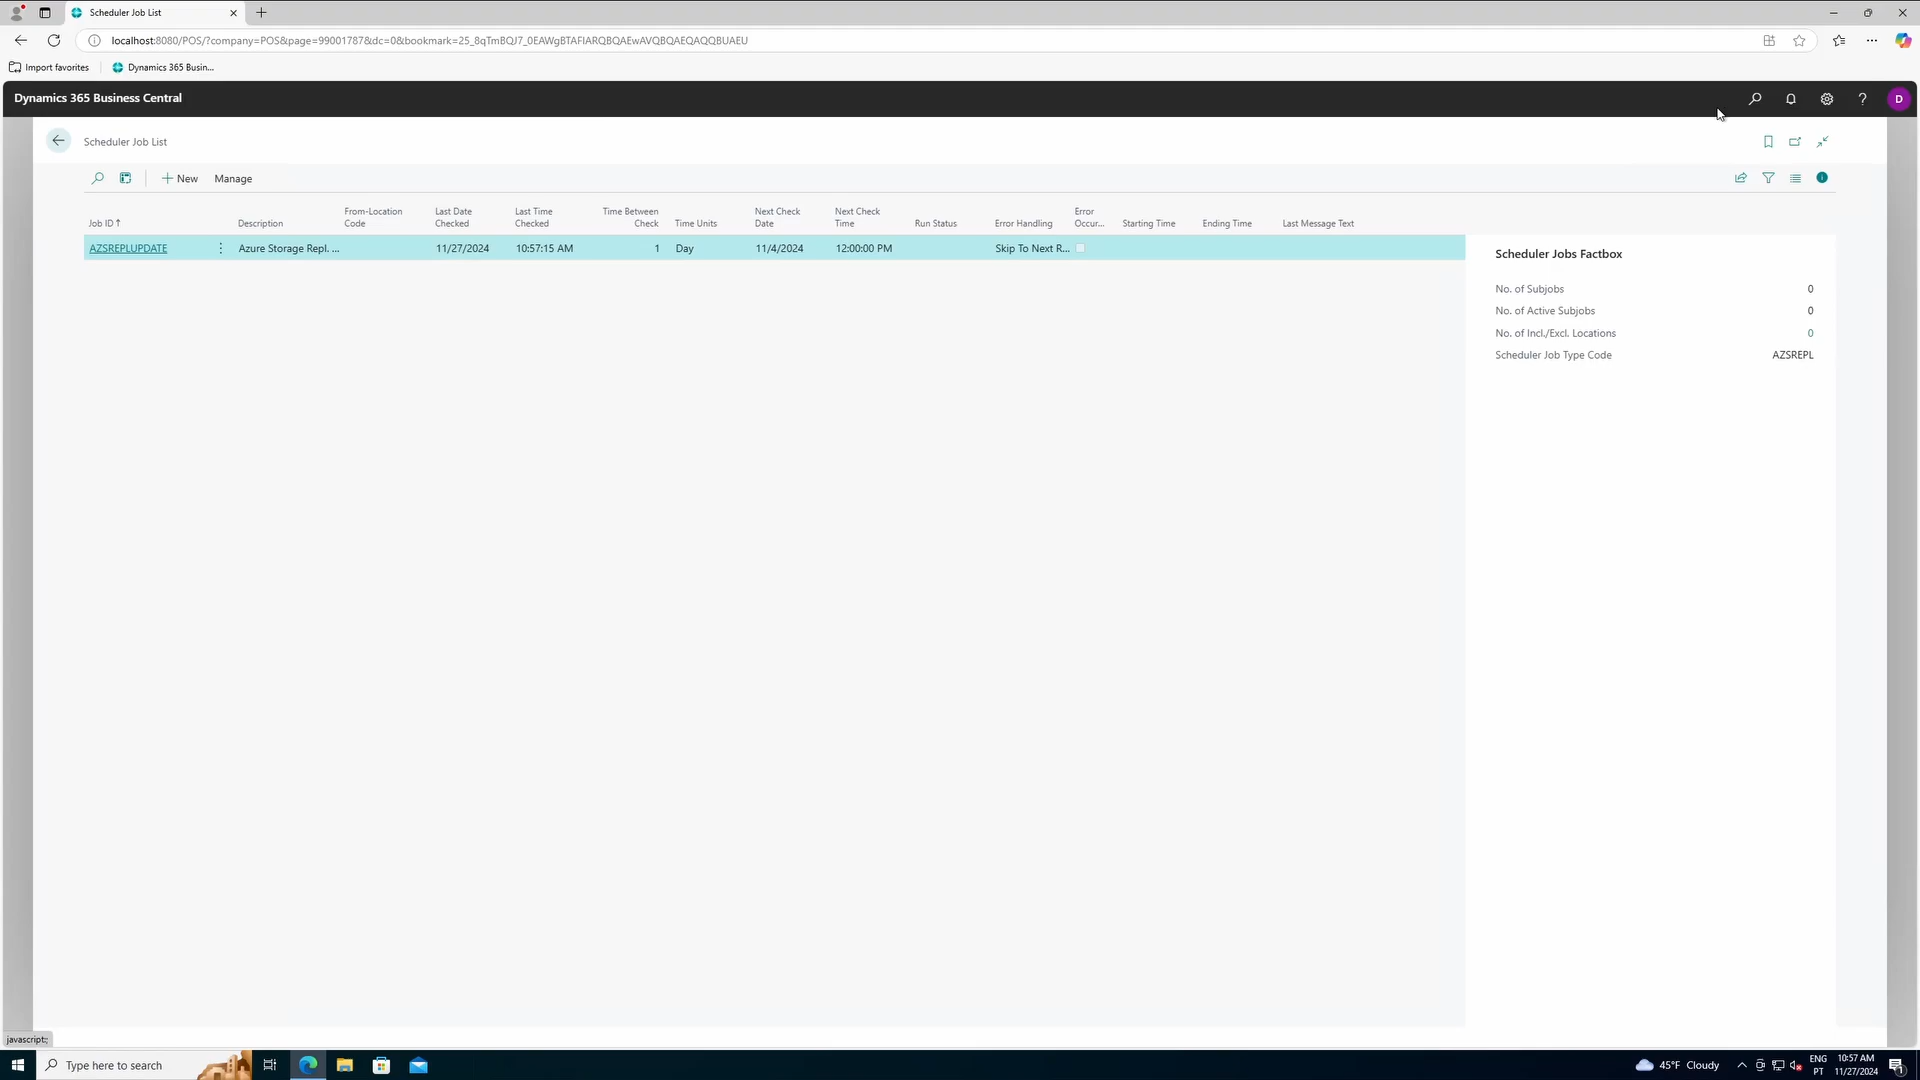 Scheduler Job List
localhost:8080/POS/?company=POS&page=99001787&dc=0&bookmark=25_8qTmBQJ7_0EAWgBTAFIARQBQAEwAVQBQAEQAQQBUAEU
Import favorites
Dynamics 365 Busin...
Dynamics 365 Business Central
D
Scheduler Job List
New
Manage
Job ID ↑
Description
From-Location
Code
Last Date
Checked
Last Time
Checked
Time Between
Check
Time Units
Next Check
Date
Next Check
Time
Run Status
Error Handling
Error
Occur...
Starting Time
Ending Time
Last Message Text
AZSREPLUPDATE
Azure Storage Repl. ...
11/27/2024
10:57:15 AM
1
Day
11/4/2024
12:00:00 PM
Skip To Next R...
Scheduler Jobs Factbox
No. of Subjobs 0
No. of Active Subjobs 0
No. of Incl./Excl. Locations 0
Scheduler Job Type Code AZSREPL
javascript:;
Type here to search
45°F Cloudy
ENG
PT
10:57 AM
11/27/2024
1